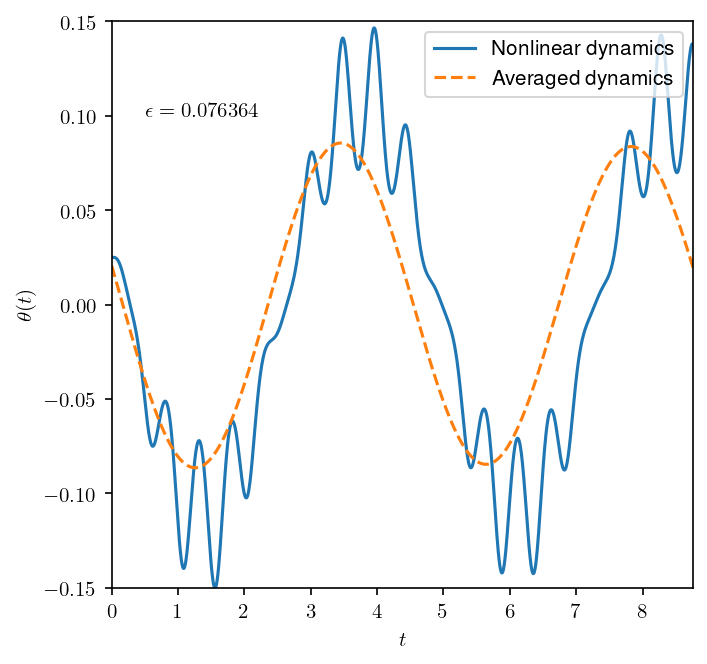 0.15
Nonlinear dynamics
Averaged dynamics
ϵ = 0.076364
0.10
0.05
0.00
−0.05
−0.10
−0.15
θ(t)
0 1 2 3 4 5 6 7 8
t